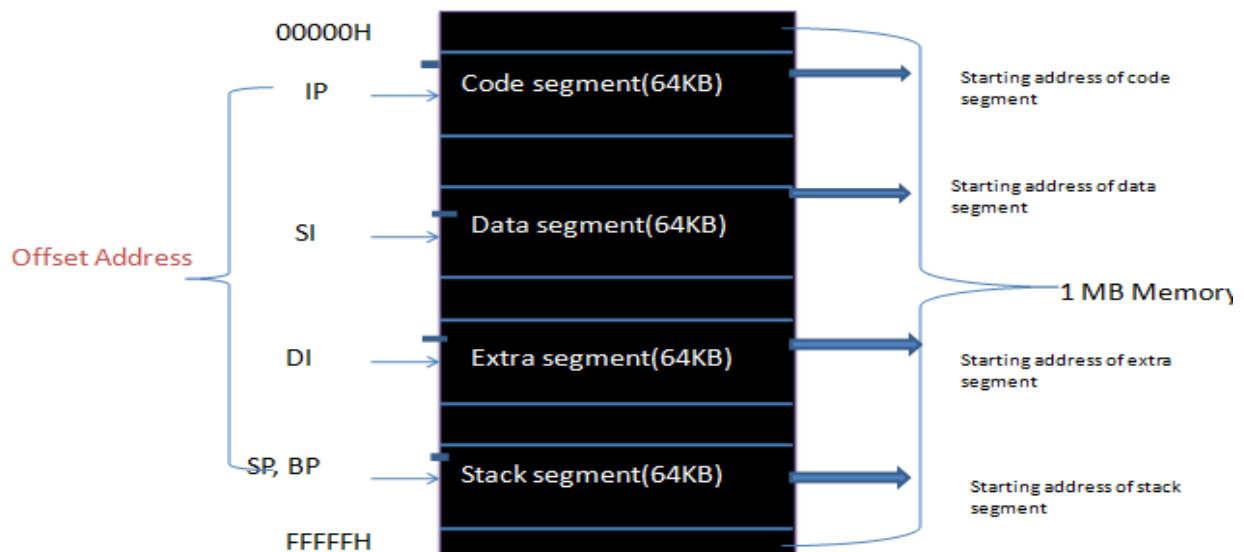 00000H
IP
Code segment(64KB)
Starting address of code
segment
Starting address of data
segment
SI
Data segment(64KB)
Offset Address
1 MB Memory
DI
Extra segment(64KB)
Starting address of extra
segment
SP, BP
Stack segment(64KB)
Starting address of stack
segment
FFFFFH